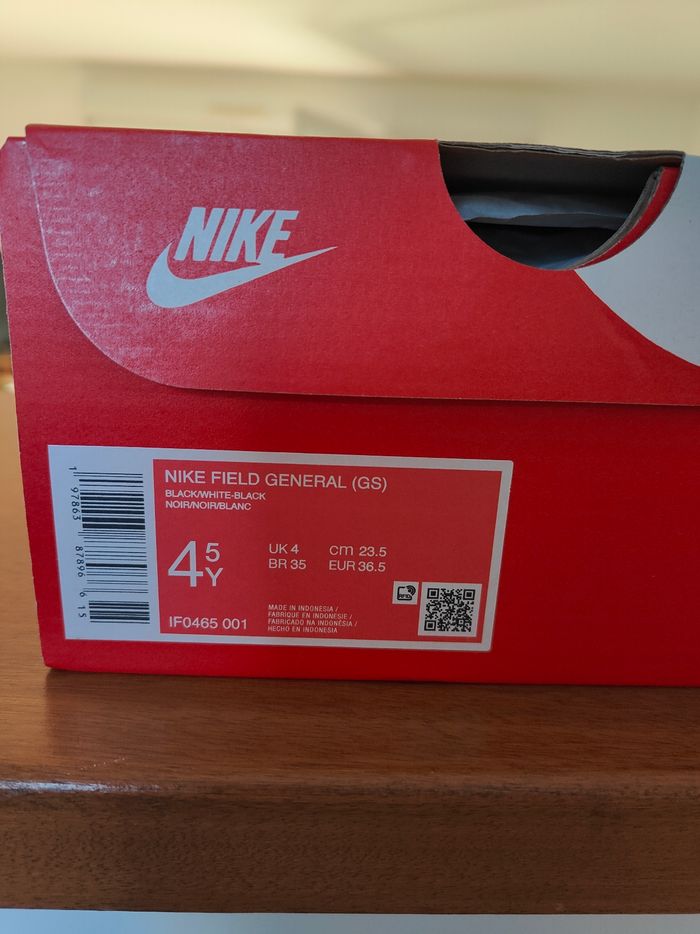 NIKE
NIKE FIELD GENERAL (GS)
BLACK/WHITE-BLACK
NOIR/NOIR/BLANC
4 5 Y
UK 4 cm 23.5
BR 35 EUR 36.5
IF0465 001
MADE IN INDONESIA /
FABRIQUE EN INDONESIE /
FABRICADO NA INDONÉSIA /
HECHO EN INDONESIA
RFID
1 97863 87896 6 15